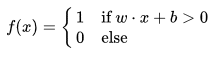 f(x) = { 1 if w · x + b > 0
0 else